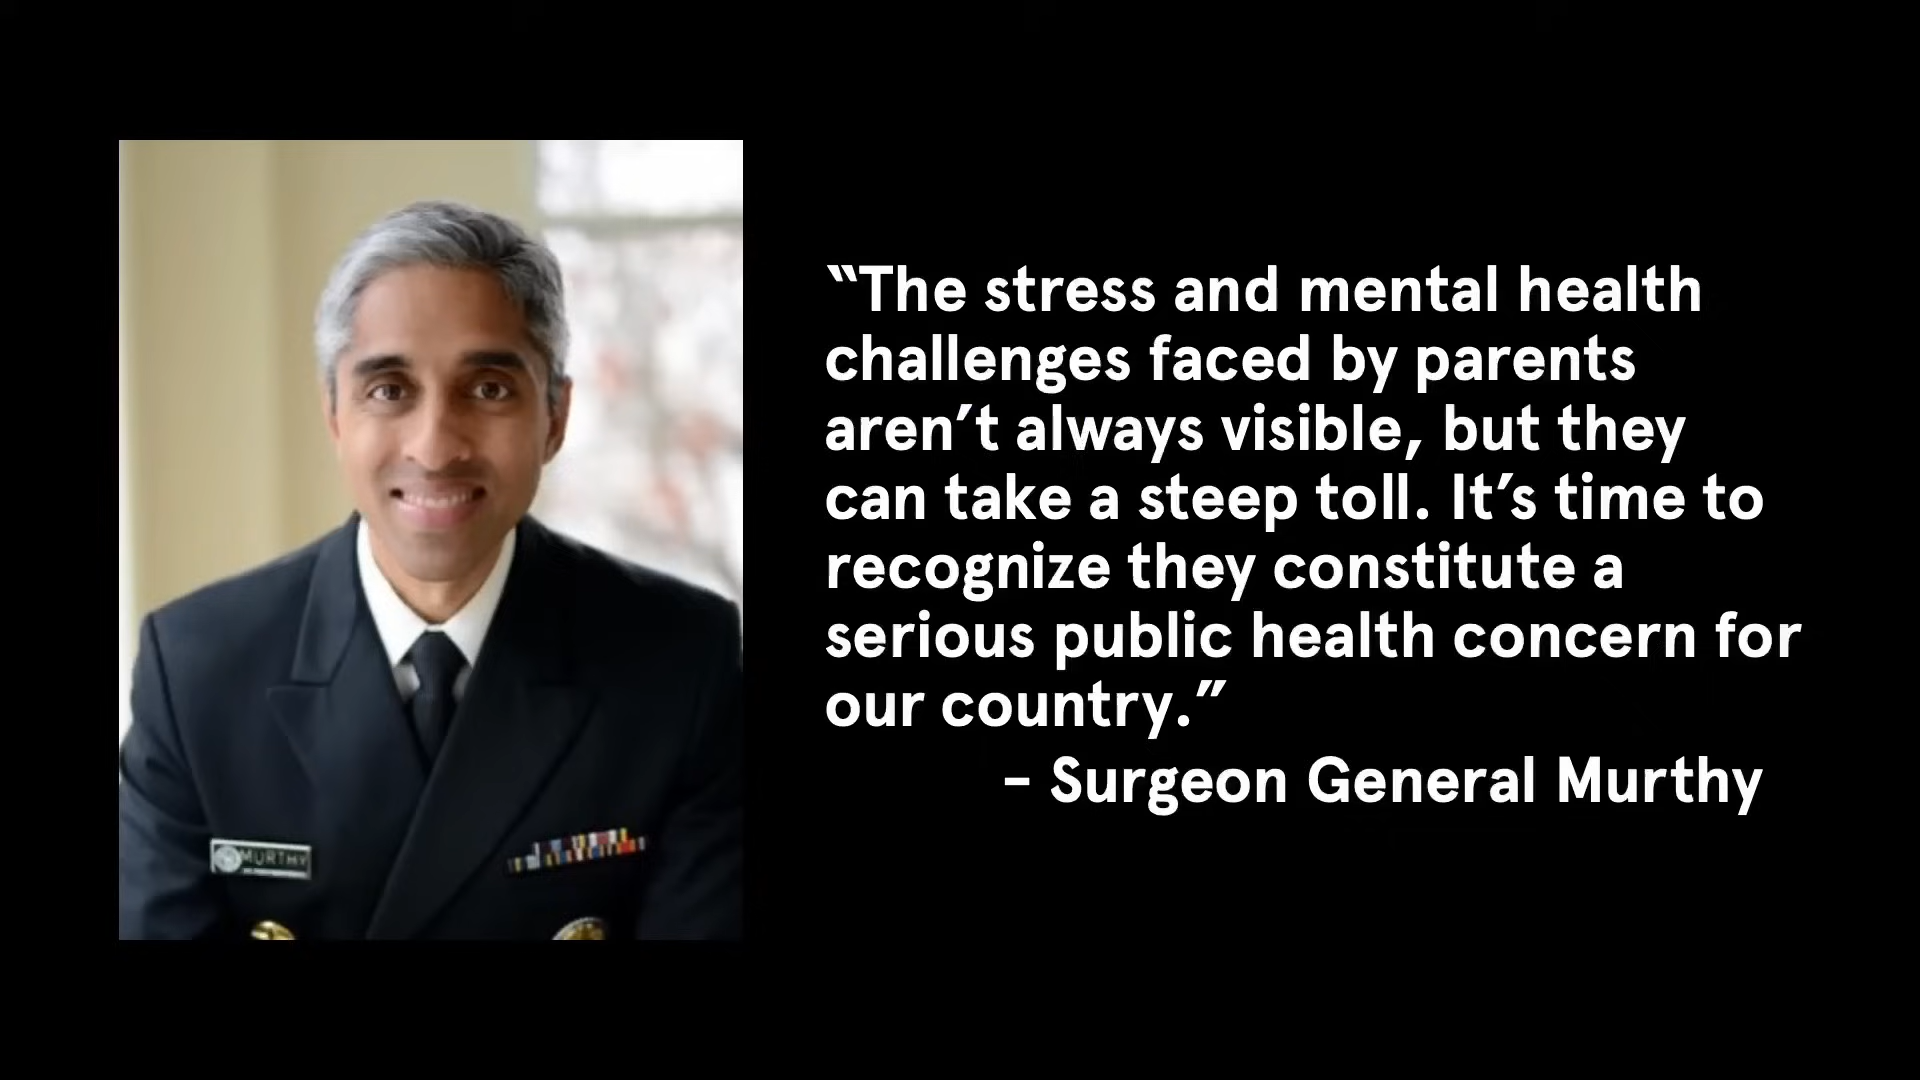 “The stress and mental health
challenges faced by parents
aren’t always visible, but they
can take a steep toll. It’s time to
recognize they constitute a
serious public health concern for
our country.”
– Surgeon General Murthy
MURTHY